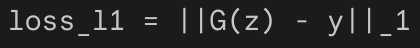 loss_l1 = ||G(z) - y||_1